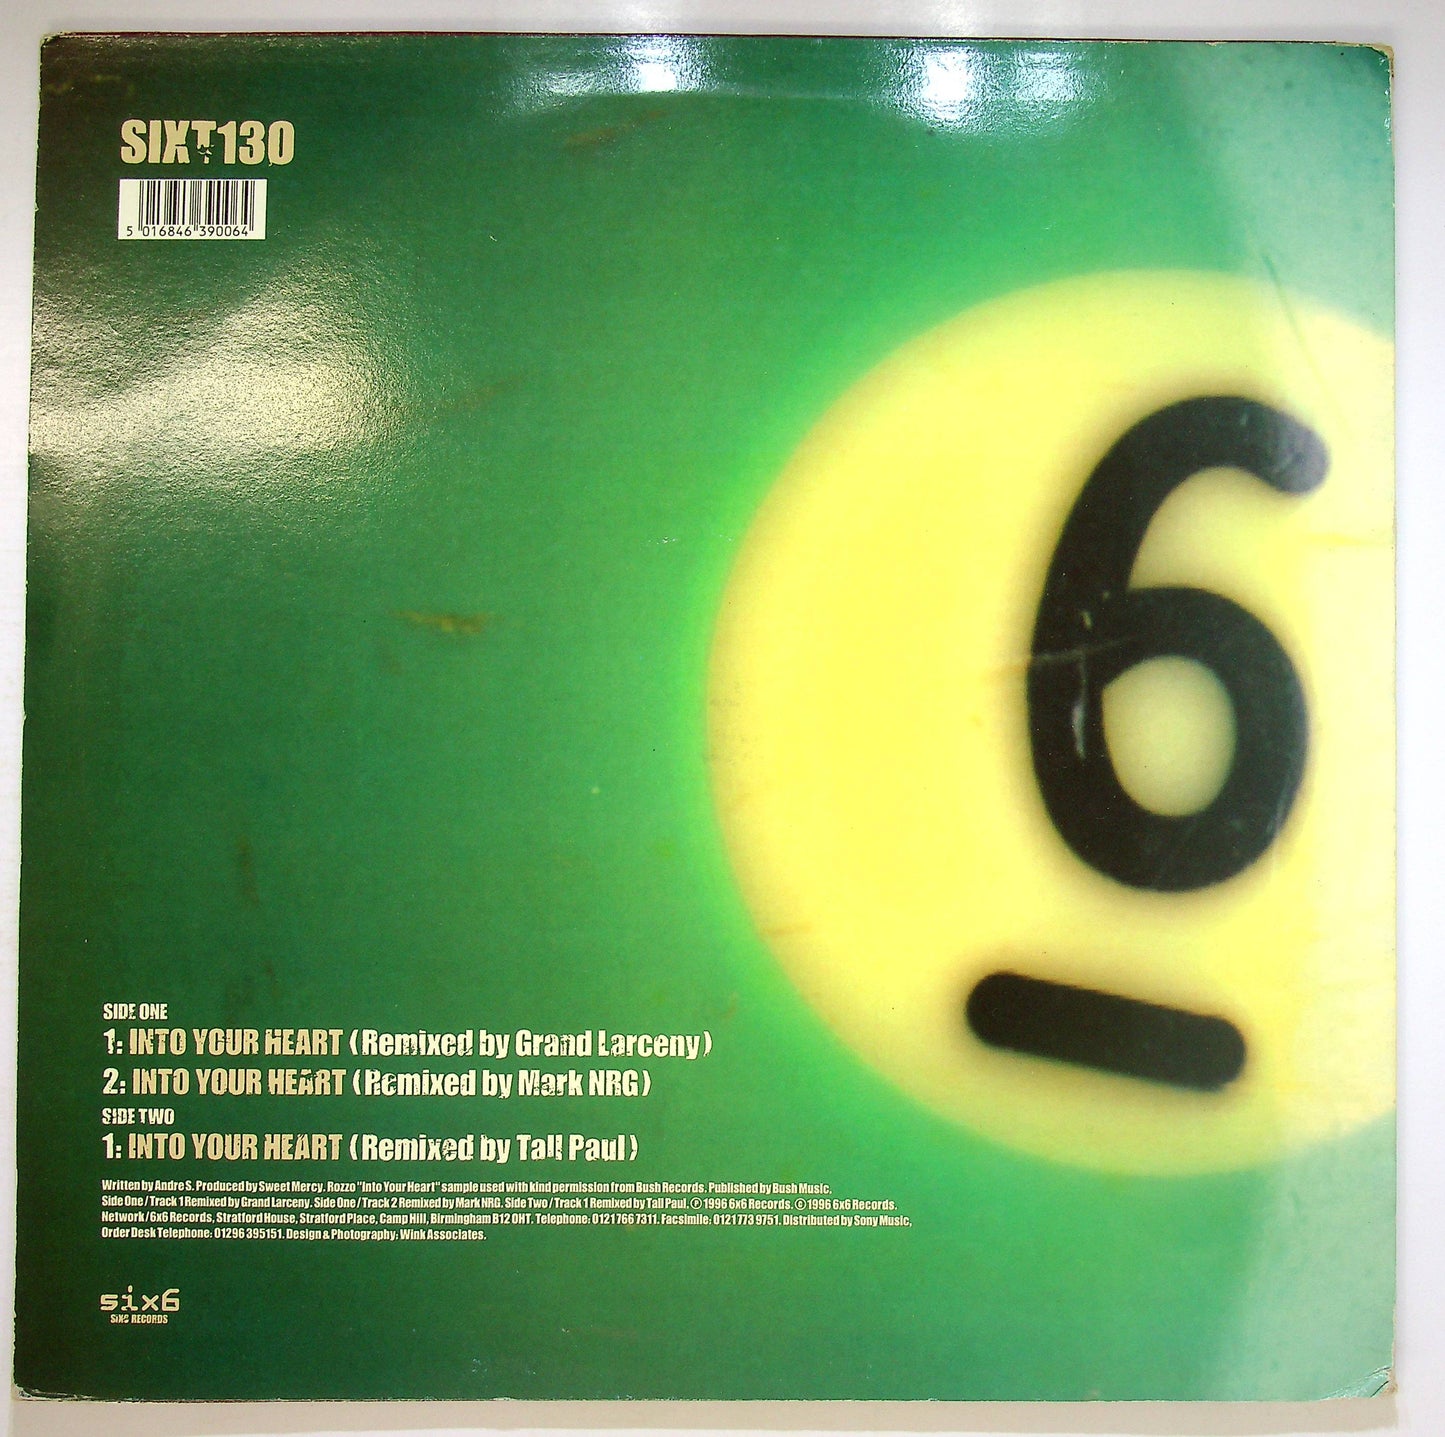 SIXT130
5 016846 390064
6
SIDE ONE
1: INTO YOUR HEART (Remixed by Grand Larceny)
2: INTO YOUR HEART (Remixed by Mark NRG)
SIDE TWO
1: INTO YOUR HEART (Remixed by Tall Paul)
Written by Andre S. Produced by Sweet Mercy. Rozzo "Into Your Heart" sample used with kind permission from Bush Records. Published by Bush Music.
Side One / Track 1 Remixed by Grand Larceny. Side One / Track 2 Remixed by Mark NRG. Side Two / Track 1 Remixed by Tall Paul. ℗ 1996 6x6 Records. © 1996 6x6 Records.
Network / 6x6 Records, Stratford House, Stratford Place, Camp Hill, Birmingham B12 0HT. Telephone: 0121 766 7311. Facsimile: 0121 773 9751. Distributed by Sony Music,
Order Desk Telephone: 01296 395151. Design & Photography: Wink Associates.
six6
SIX6 RECORDS